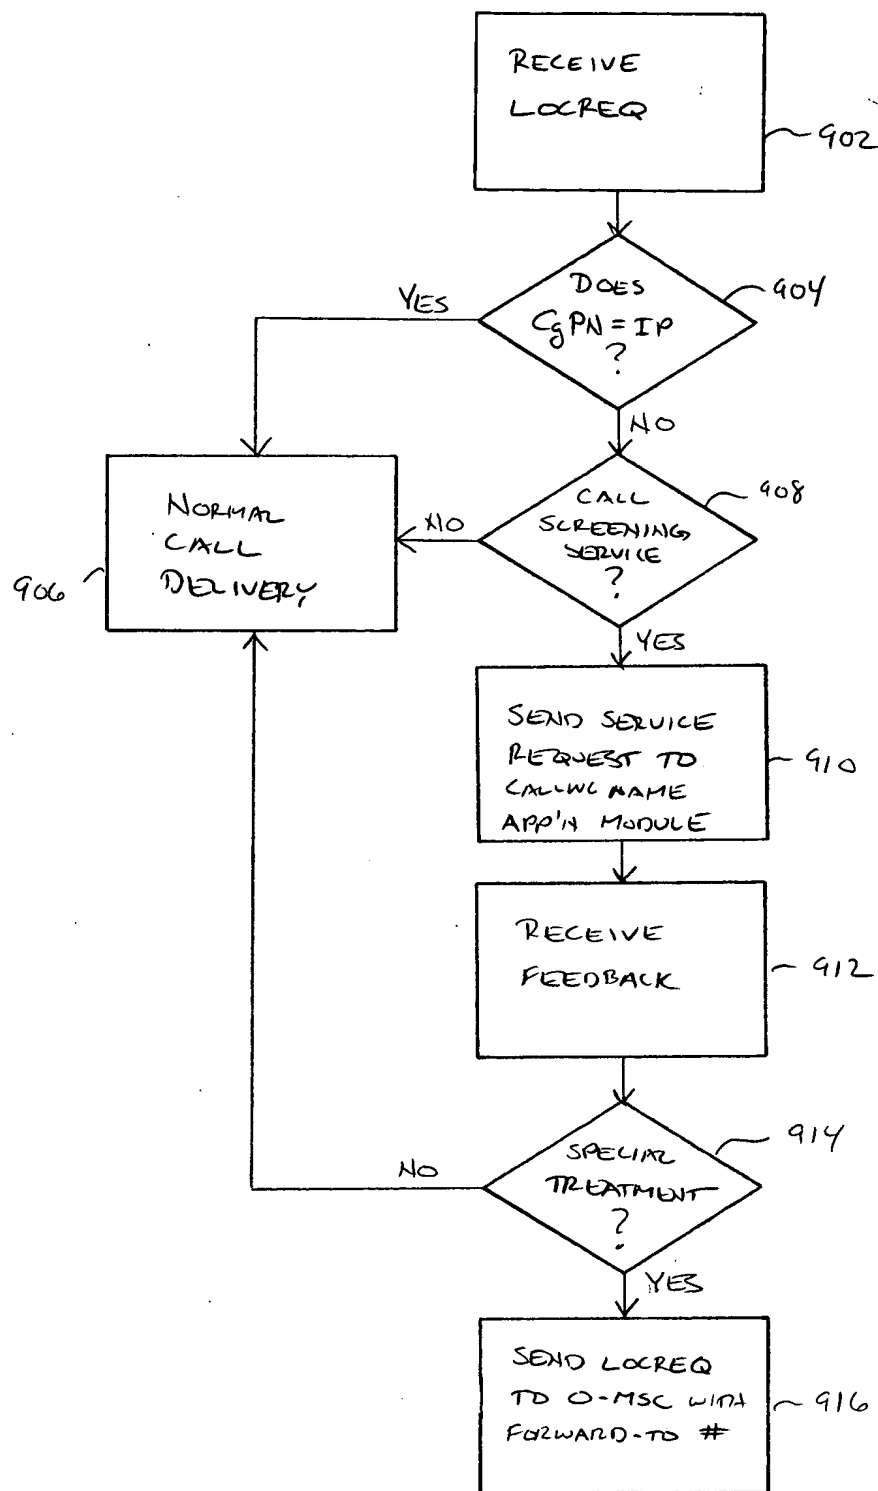 RECEIVE
LOCREQ
902
DOES
CgPN = IP
?
904
YES
NO
CALL
SCREENING
SERVICE
?
908
NO
NORMAL
CALL
DELIVERY
906
YES
SEND SERVICE
REQUEST TO
CALLING NAME
APP'N MODULE
910
RECEIVE
FEEDBACK
912
SPECIAL
TREATMENT
?
914
NO
YES
SEND LOCREQ
TO O-MSC WITH
FORWARD-TO #
916